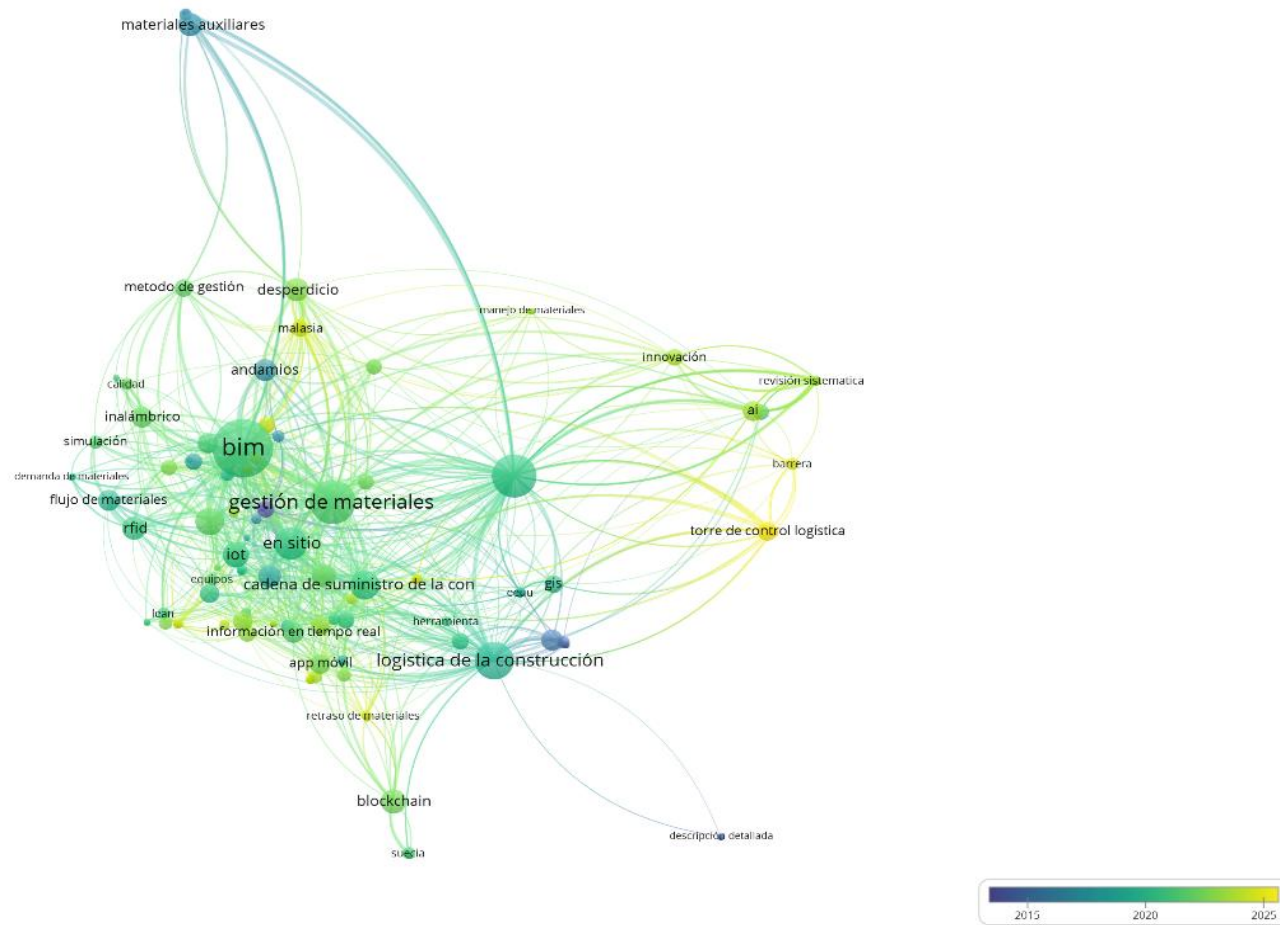 materiales auxiliares
metodo de gestión
desperdicio
manejo de materiales
malasia
innovación
andamios
revisión sistematica
calidad
ai
inalámbrico
simulación
bim
barrera
demanda de materiales
flujo de materiales
gestión de materiales
rfid
torre de control logistica
en sitio
iot
equipos
cadena de suministro de la con
gis
eeuu
lean
herramienta
información en tiempo real
app móvil
logistica de la construcción
retraso de materiales
blockchain
descripción detallada
suecia
2015
2020
2025